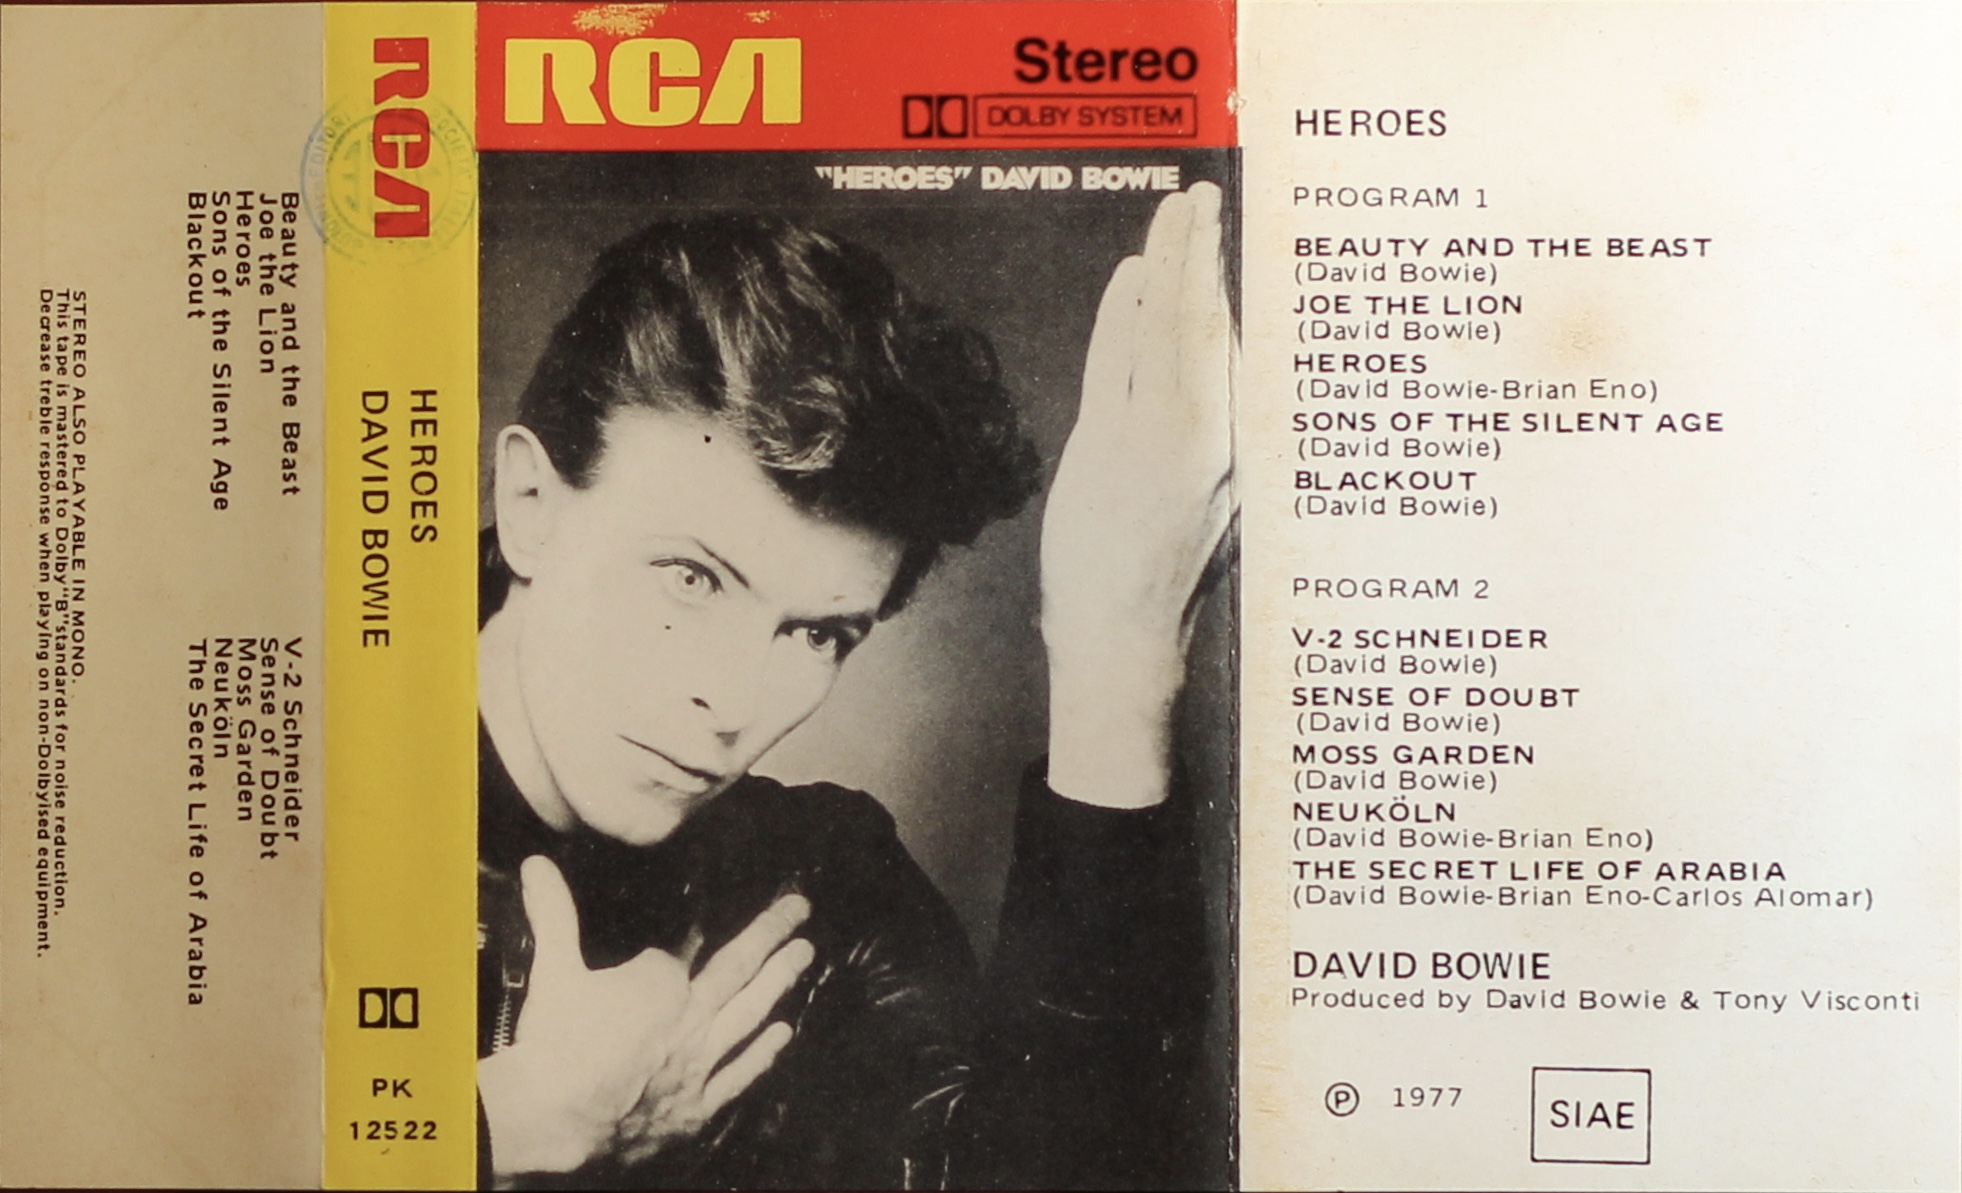 STEREO ALSO PLAYABLE IN MONO.
This tape is mastered to Dolby "B" standards for noise reduction.
Decrease treble response when playing on non-Dolbyised equipment.
Beauty and the Beast
Joe the Lion
Heroes
Sons of the Silent Age
Blackout
V-2 Schneider
Sense of Doubt
Moss Garden
Neuköln
The Secret Life of Arabia
RCA
HEROES
DAVID BOWIE
PK
12522
RCA
Stereo
DOLBY SYSTEM
"HEROES" DAVID BOWIE
HEROES
PROGRAM 1
BEAUTY AND THE BEAST
(David Bowie)
JOE THE LION
(David Bowie)
HEROES
(David Bowie-Brian Eno)
SONS OF THE SILENT AGE
(David Bowie)
BLACKOUT
(David Bowie)
PROGRAM 2
V-2 SCHNEIDER
(David Bowie)
SENSE OF DOUBT
(David Bowie)
MOSS GARDEN
(David Bowie)
NEUKÖLN
(David Bowie-Brian Eno)
THE SECRET LIFE OF ARABIA
(David Bowie-Brian Eno-Carlos Alomar)
DAVID BOWIE
Produced by David Bowie & Tony Visconti
℗ 1977
SIAE